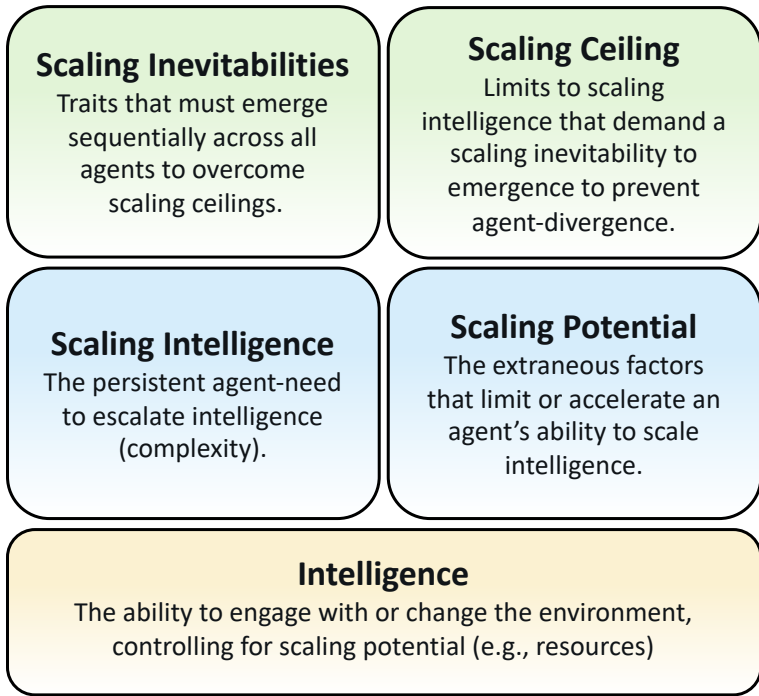 Scaling Inevitabilities
Traits that must emerge
sequentially across all
agents to overcome
scaling ceilings.
Scaling Ceiling
Limits to scaling
intelligence that demand a
scaling inevitability to
emergence to prevent
agent-divergence.
Scaling Intelligence
The persistent agent-need
to escalate intelligence
(complexity).
Scaling Potential
The extraneous factors
that limit or accelerate an
agent’s ability to scale
intelligence.
Intelligence
The ability to engage with or change the environment,
controlling for scaling potential (e.g., resources)